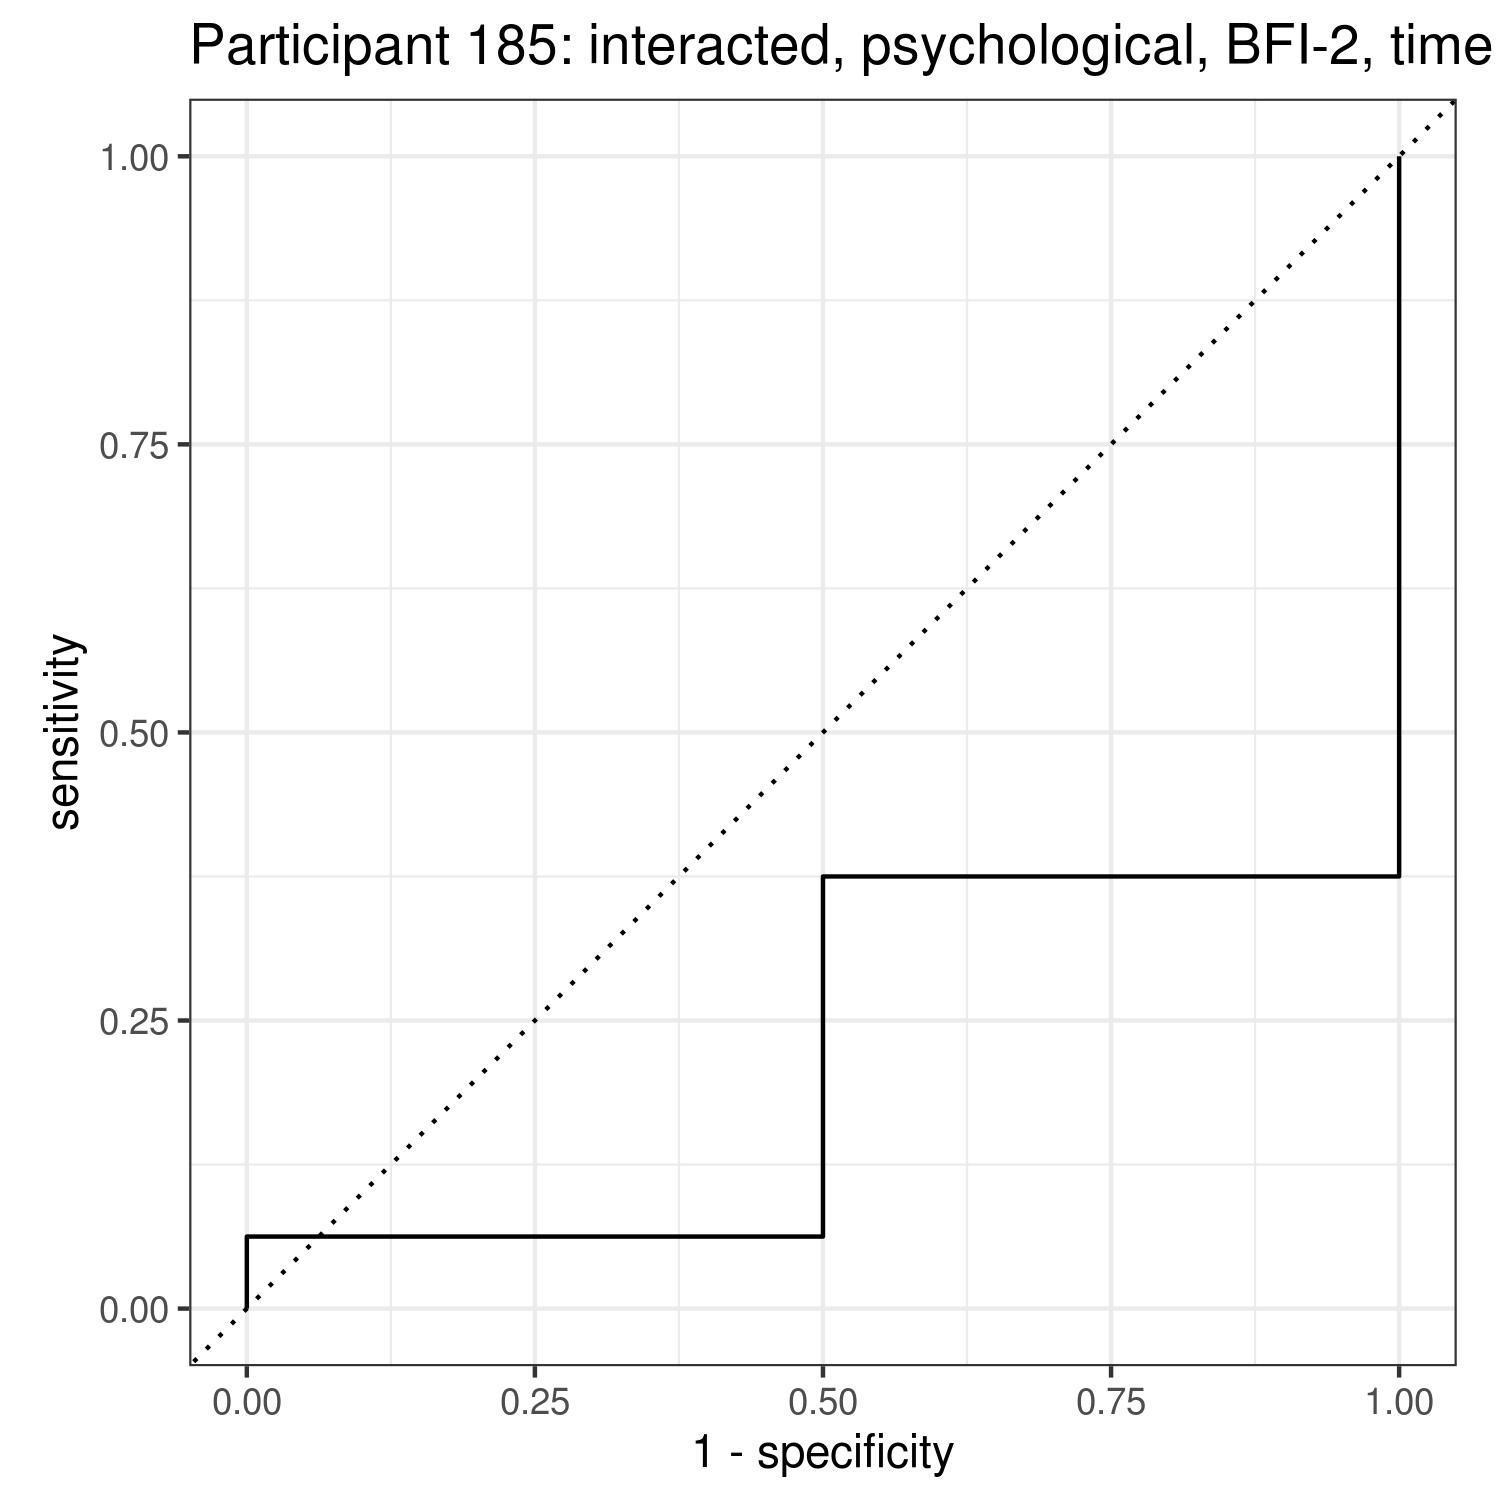 Participant 185: interacted, psychological, BFI-2, time
1.00
0.75
0.50
0.25
0.00
sensitivity
0.00 0.25 0.50 0.75 1.00
1 - specificity